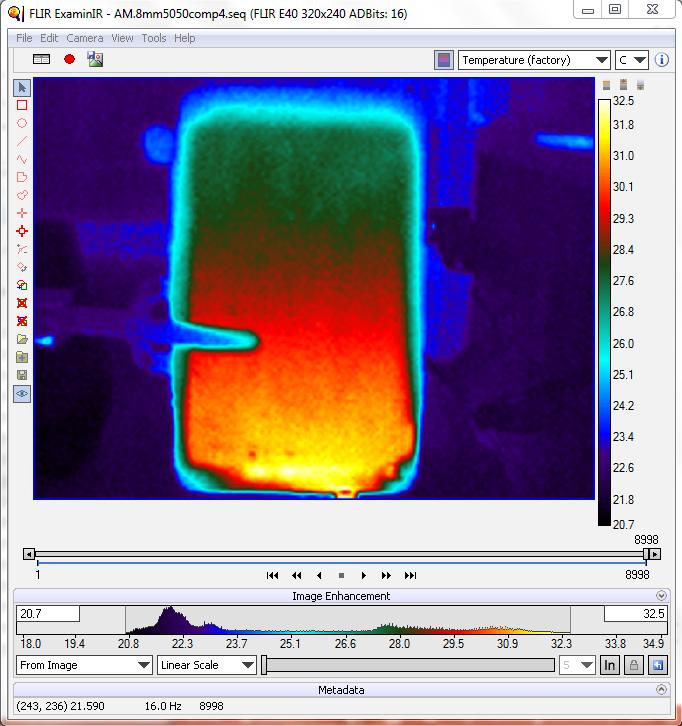 FLIR ExaminIR - AM.8mm5050comp4.seq (FLIR E40 320x240 ADBits: 16)
File Edit Camera View Tools Help
Temperature (factory) C
32.5
31.8
31.0
30.1
29.3
28.4
27.6
26.8
26.0
25.1
24.2
23.4
22.6
21.8
20.7
8998
1 8998
Image Enhancement
20.7 32.5
18.0 19.4 20.8 22.3 23.7 25.1 26.6 28.0 29.5 30.9 32.3 33.8 34.9
From Image Linear Scale 5 In
Metadata
(243, 236) 21.590 16.0 Hz 8998